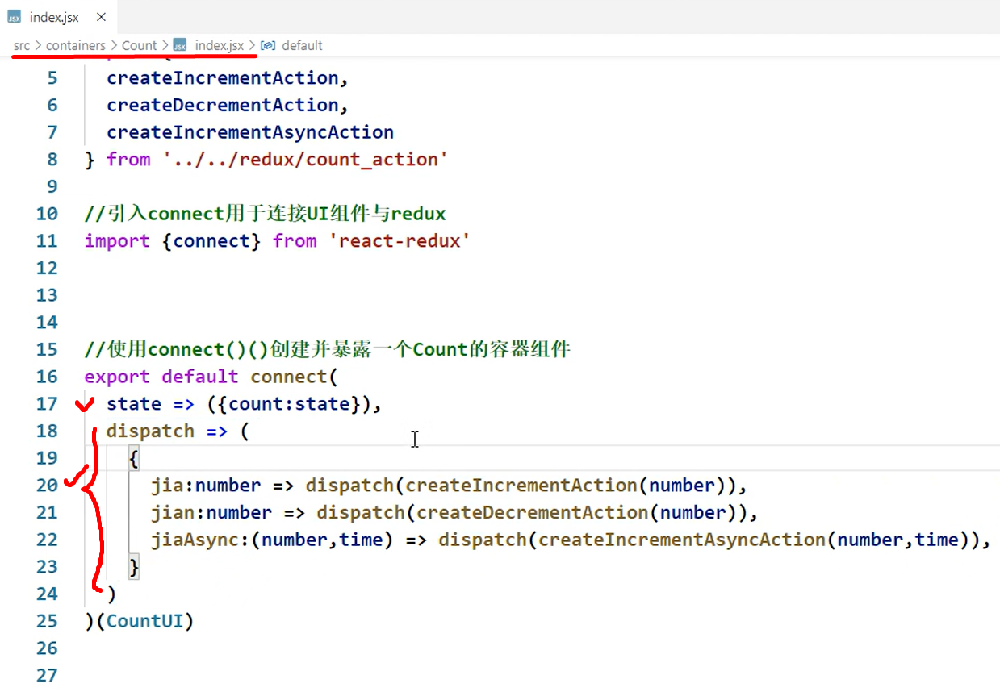 JSX index.jsx ×
src > containers > Count > JSX index.jsx > default
5 createIncrementAction,
6 createDecrementAction,
7 createIncrementAsyncAction
8 } from '../../redux/count_action'
9
10 //引入connect用于连接UI组件与redux
11 import {connect} from 'react-redux'
12
13
14
15 //使用connect()()创建并暴露一个Count的容器组件
16 export default connect(
17 state => ({count:state}),
18 dispatch => (
19 {
20 jia:number => dispatch(createIncrementAction(number)),
21 jian:number => dispatch(createDecrementAction(number)),
22 jiaAsync:(number,time) => dispatch(createIncrementAsyncAction(number,time)),
23 }
24 )
25 )(CountUI)
26
27